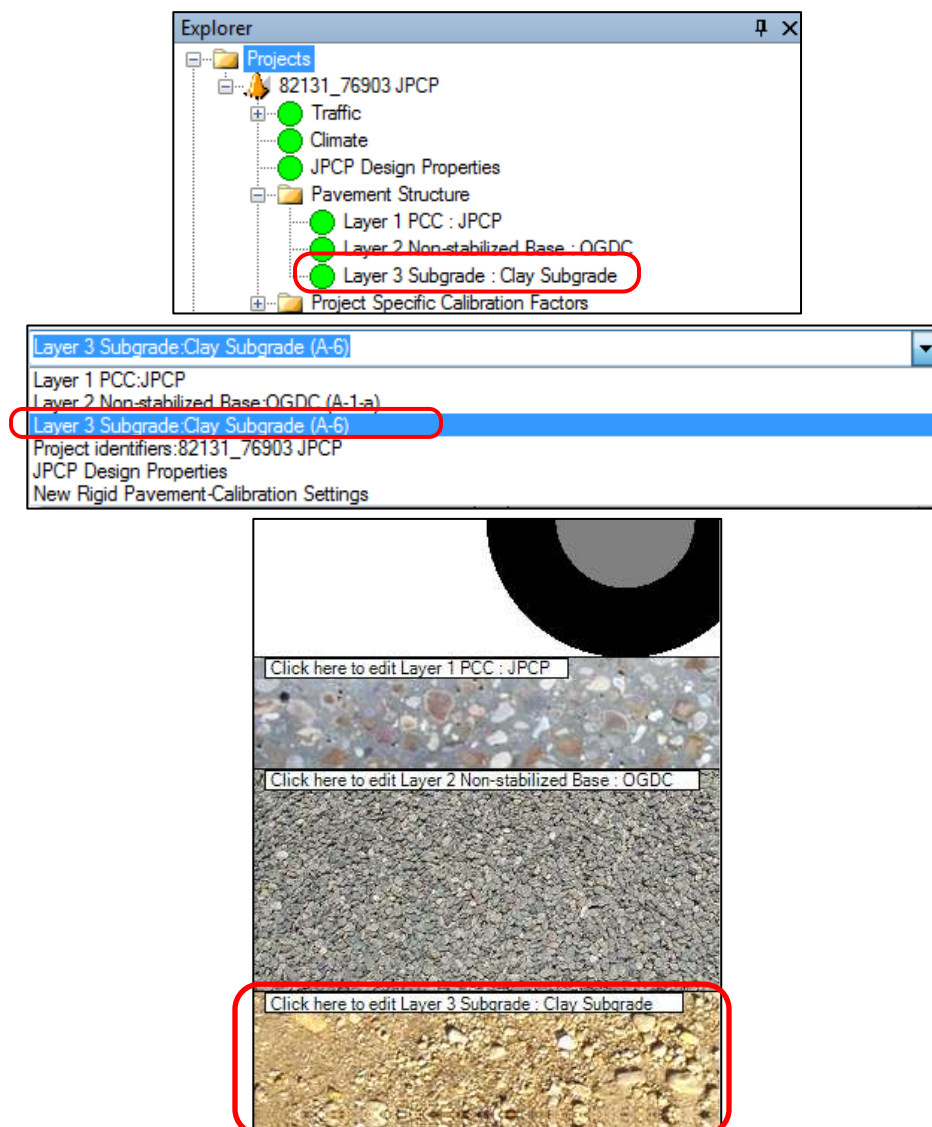 Explorer
Projects
82131_76903 JPCP
Traffic
Climate
JPCP Design Properties
Pavement Structure
Layer 1 PCC : JPCP
Layer 2 Non-stabilized Base : OGDC
Layer 3 Subgrade : Clay Subgrade
Project Specific Calibration Factors
Layer 3 Subgrade:Clay Subgrade (A-6)
Layer 1 PCC:JPCP
Layer 2 Non-stabilized Base:OGDC (A-1-a)
Layer 3 Subgrade:Clay Subgrade (A-6)
Project identifiers:82131_76903 JPCP
JPCP Design Properties
New Rigid Pavement-Calibration Settings
Click here to edit Layer 1 PCC : JPCP
Click here to edit Layer 2 Non-stabilized Base : OGDC
Click here to edit Layer 3 Subgrade : Clay Subgrade